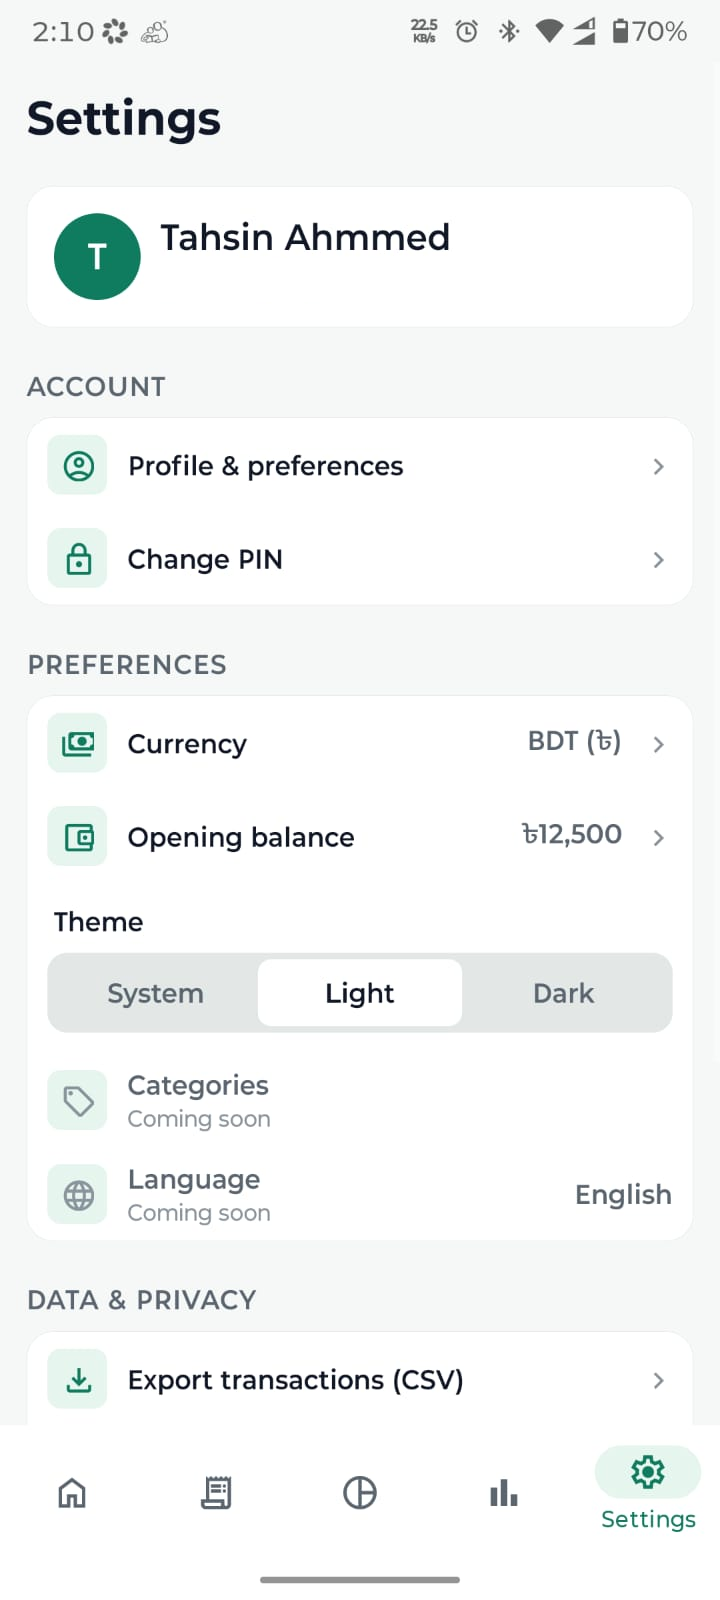 2:10
22.5
KB/s
70%
Settings
T
Tahsin Ahmmed
ACCOUNT
Profile & preferences
Change PIN
PREFERENCES
Currency
BDT (৳)
Opening balance
৳12,500
Theme
System
Light
Dark
Categories
Coming soon
Language
Coming soon
English
DATA & PRIVACY
Export transactions (CSV)
Settings